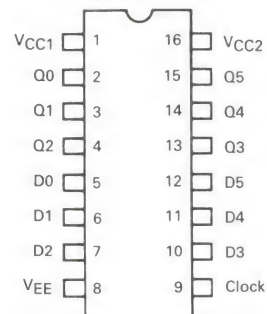 VCC1 1 16 VCC2
Q0 2 15 Q5
Q1 3 14 Q4
Q2 4 13 Q3
D0 5 12 D5
D1 6 11 D4
D2 7 10 D3
VEE 8 9 Clock